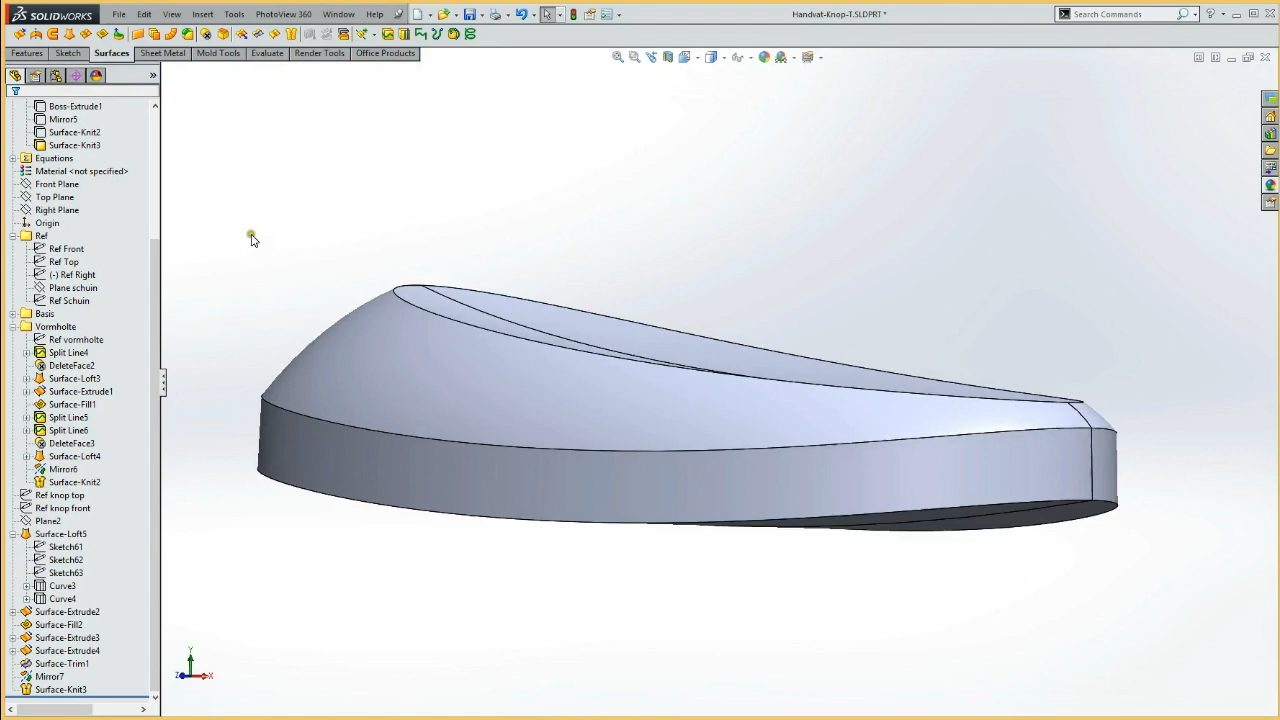 SOLIDWORKS File Edit View Insert Tools PhotoView 360 Window Help Handvat-Knop-T.SLDPRT * Search Commands
Features Sketch Surfaces Sheet Metal Mold Tools Evaluate Render Tools Office Products
Boss-Extrude1
Mirror5
Surface-Knit2
Surface-Knit3
Equations
Material <not specified>
Front Plane
Top Plane
Right Plane
Origin
Ref
Ref Front
Ref Top
(-) Ref Right
Plane schuin
Ref Schuin
Basis
Vormholte
Ref vormholte
Split Line4
DeleteFace2
Surface-Loft3
Surface-Extrude1
Surface-Fill1
Split Line5
Split Line6
DeleteFace3
Surface-Loft4
Mirror6
Surface-Knit2
Ref knop top
Ref knop front
Plane2
Surface-Loft5
Sketch61
Sketch62
Sketch63
Curve3
Curve4
Surface-Extrude2
Surface-Fill2
Surface-Extrude3
Surface-Extrude4
Surface-Trim1
Mirror7
Surface-Knit3
Y
Z X